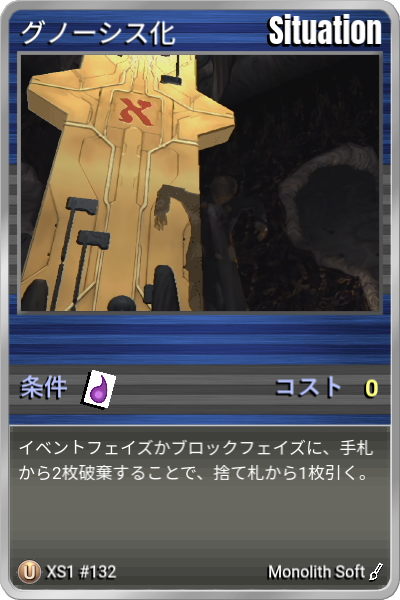 グノーシス化 Situation
א
条件 コスト 0
イベントフェイズかブロックフェイズに、手札
から2枚破棄することで、捨て札から1枚引く。
U XS1 #132 Monolith Soft